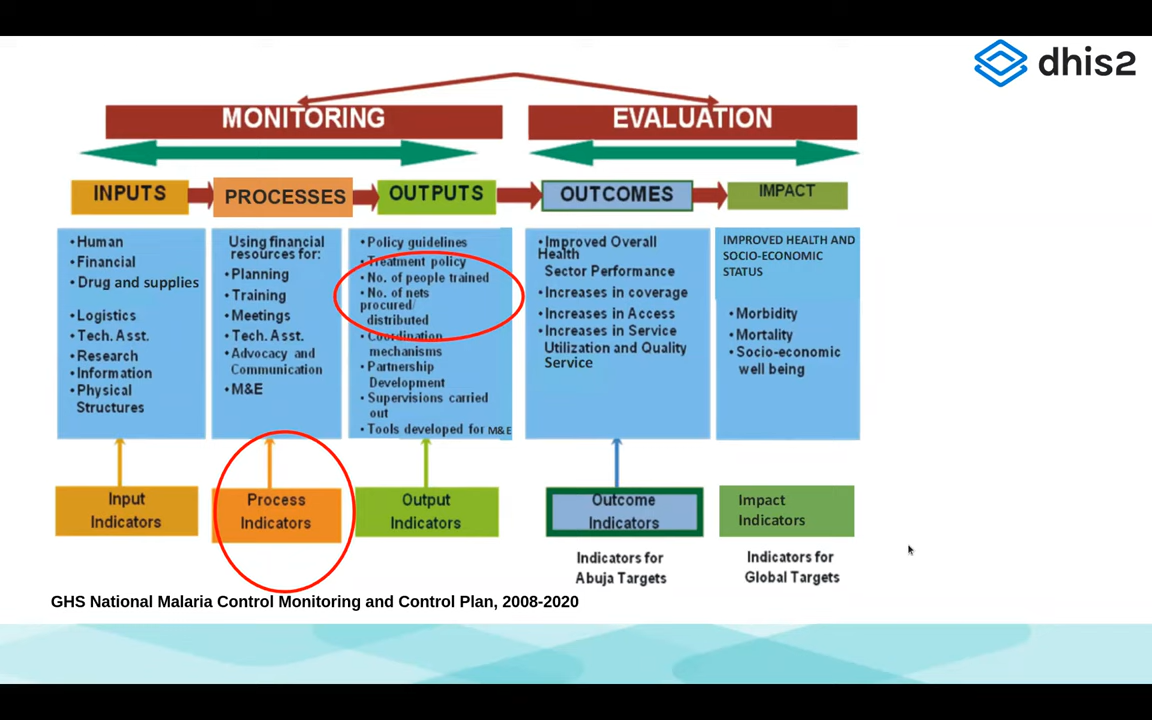 dhis2
MONITORING
EVALUATION
INPUTS
PROCESSES
OUTPUTS
OUTCOMES
IMPACT
• Human
• Financial
• Drug and supplies
• Logistics
• Tech. Asst.
• Research
• Information
• Physical
Structures
Using financial
resources for:
• Planning
• Training
• Meetings
• Tech. Asst.
• Advocacy and
Communication
• M&E
• Policy guidelines
• Treatment policy
• No. of people trained
• No. of nets
procured/
distributed
• Coordination
mechanisms
• Partnership
Development
• Supervisions carried
out
• Tools developed for M&E
• Improved Overall
Health
Sector Performance
• Increases in coverage
• Increases in Access
• Increases in Service
Utilization and Quality
Service
IMPROVED HEALTH AND
SOCIO-ECONOMIC
STATUS
• Morbidity
• Mortality
• Socio-economic
well being
Input
Indicators
Process
Indicators
Output
Indicators
Outcome
Indicators
Impact
Indicators
Indicators for
Abuja Targets
Indicators for
Global Targets
GHS National Malaria Control Monitoring and Control Plan, 2008-2020